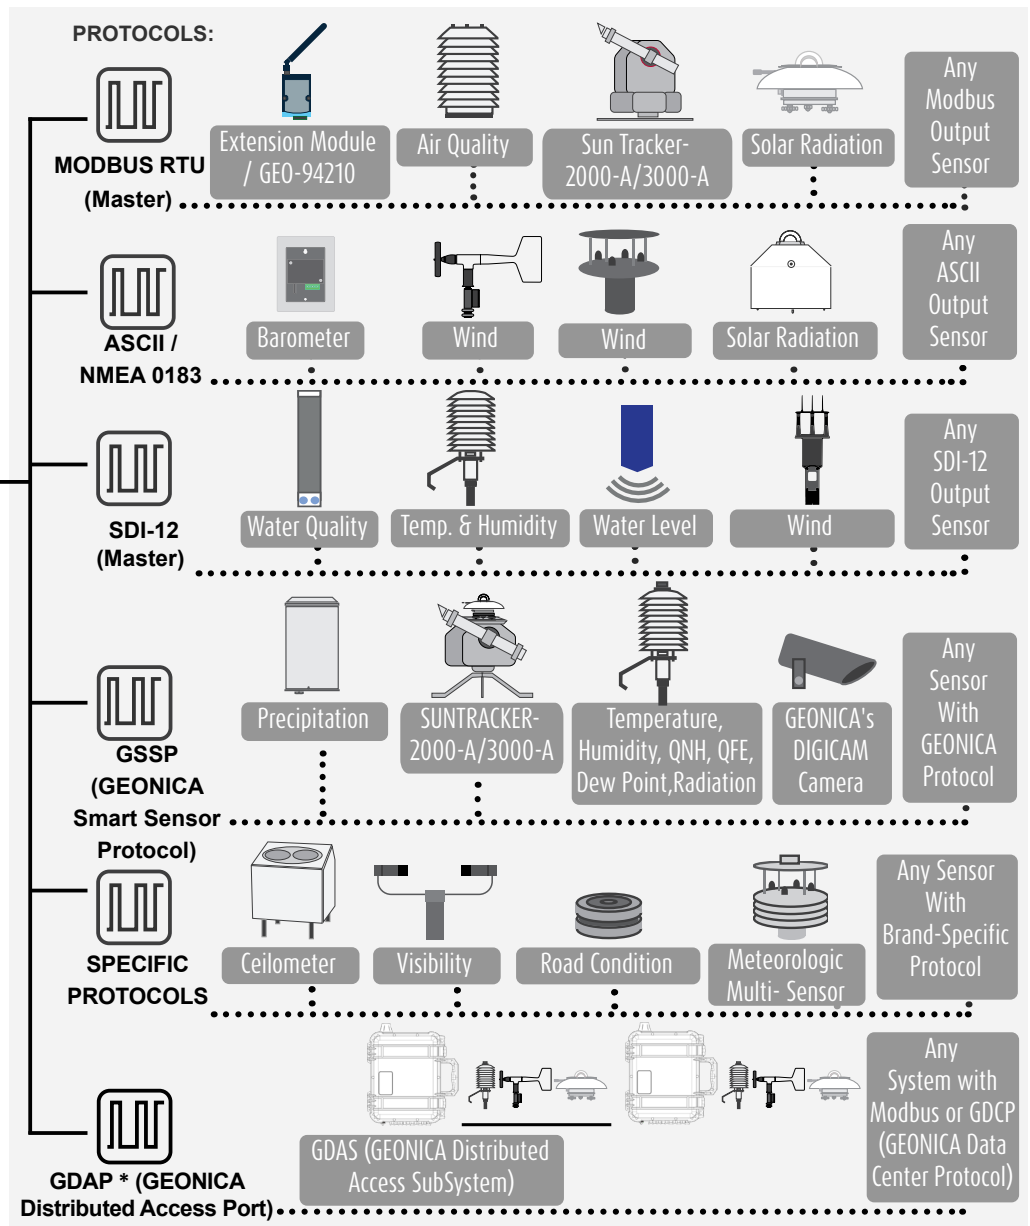 PROTOCOLS:
MODBUS RTU
(Master)
Extension Module
/ GEO-94210
Air Quality
Sun Tracker-
2000-A/3000-A
Solar Radiation
Any
Modbus
Output
Sensor
ASCII /
NMEA 0183
Barometer
Wind
Wind
Solar Radiation
Any
ASCII
Output
Sensor
SDI-12
(Master)
Water Quality
Temp. & Humidity
Water Level
Wind
Any
SDI-12
Output
Sensor
GSSP
(GEONICA
Smart Sensor
Protocol)
Precipitation
SUNTRACKER-
2000-A/3000-A
Temperature,
Humidity, QNH, QFE,
Dew Point,Radiation
GEONICA's
DIGICAM
Camera
Any
Sensor
With
GEONICA
Protocol
SPECIFIC
PROTOCOLS
Ceilometer
Visibility
Road Condition
Meteorologic
Multi- Sensor
Any Sensor
With
Brand-Specific
Protocol
GDAP * (GEONICA
Distributed Access Port)
GDAS (GEONICA Distributed
Access SubSystem)
Any
System with
Modbus or GDCP
(GEONICA Data
Center Protocol)